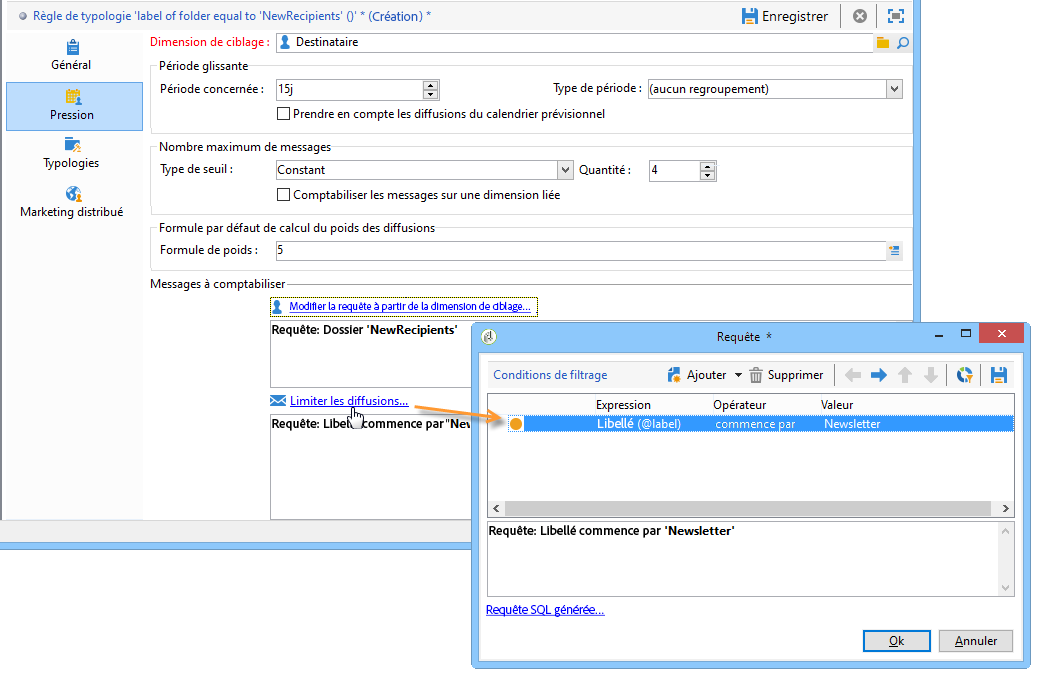 Règle de typologie 'label of folder equal to 'NewRecipients' ()' * (Création) *
Enregistrer
Général
Pression
Typologies
Marketing distribué
Dimension de ciblage :
Destinataire
Période glissante
Période concernée :
15j
Type de période :
(aucun regroupement)
Prendre en compte les diffusions du calendrier prévisionnel
Nombre maximum de messages
Type de seuil :
Constant
Quantité :
4
Comptabiliser les messages sur une dimension liée
Formule par défaut de calcul du poids des diffusions
Formule de poids :
5
Messages à comptabiliser
Modifier la requête à partir de la dimension de ciblage...
Requête: Dossier 'NewRecipients'
Limiter les diffusions...
Requête: Libel commence par "Nev
Requête *
Conditions de filtrage
Ajouter
Supprimer
Expression Opérateur Valeur
Libellé (@label) commence par Newsletter
Requête: Libellé commence par 'Newsletter'
Requête SQL générée...
Ok
Annuler